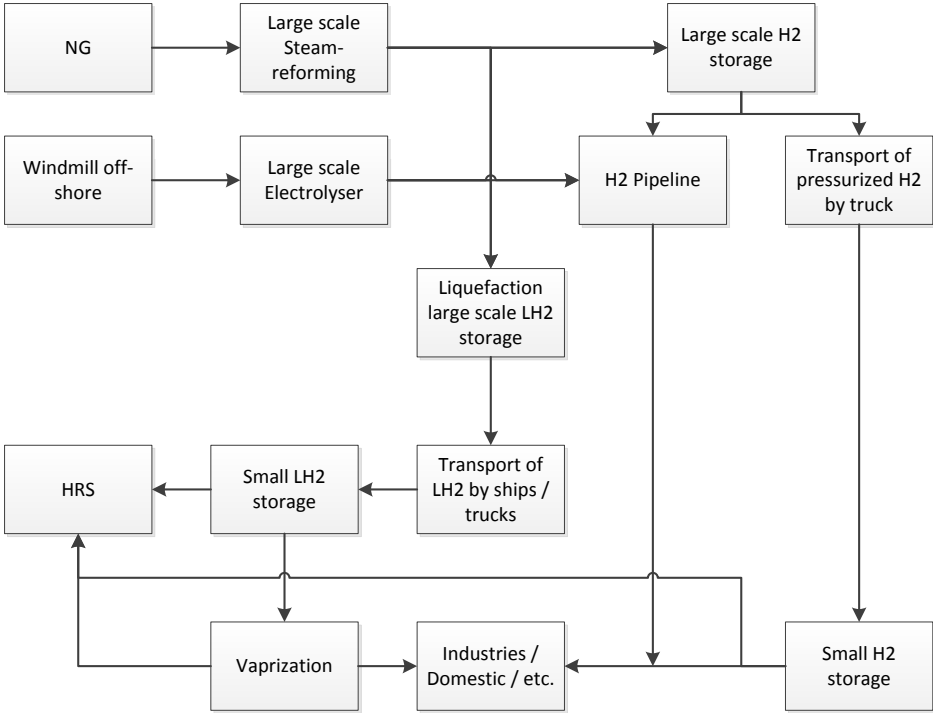 NG
Large scale
Steam-
reforming
Large scale H2
storage
Windmill off-
shore
Large scale
Electrolyser
H2 Pipeline
Transport of
pressurized H2
by truck
Liquefaction
large scale LH2
storage
HRS
Small LH2
storage
Transport of
LH2 by ships /
trucks
Vaprization
Industries /
Domestic / etc.
Small H2
storage